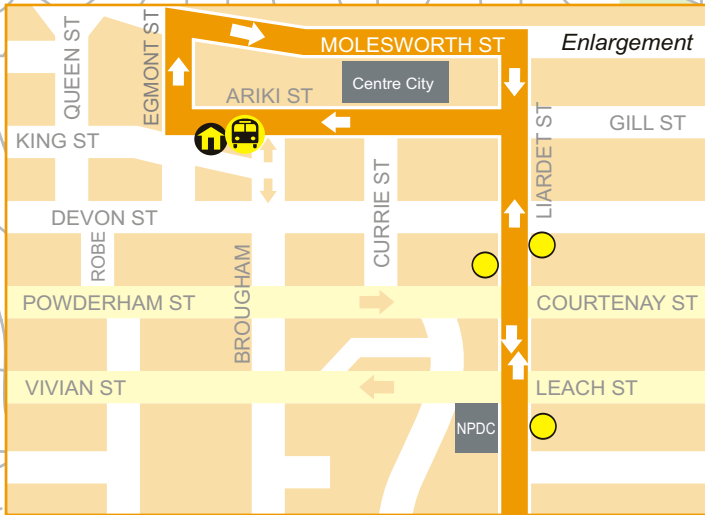 QUEEN ST
EGMONT ST
MOLESWORTH ST
Enlargement
Centre City
ARIKI ST
LIARDET ST
GILL ST
KING ST
DEVON ST
CURRIE ST
ROBE
BROUGHAM
POWDERHAM ST
COURTENAY ST
VIVIAN ST
LEACH ST
NPDC